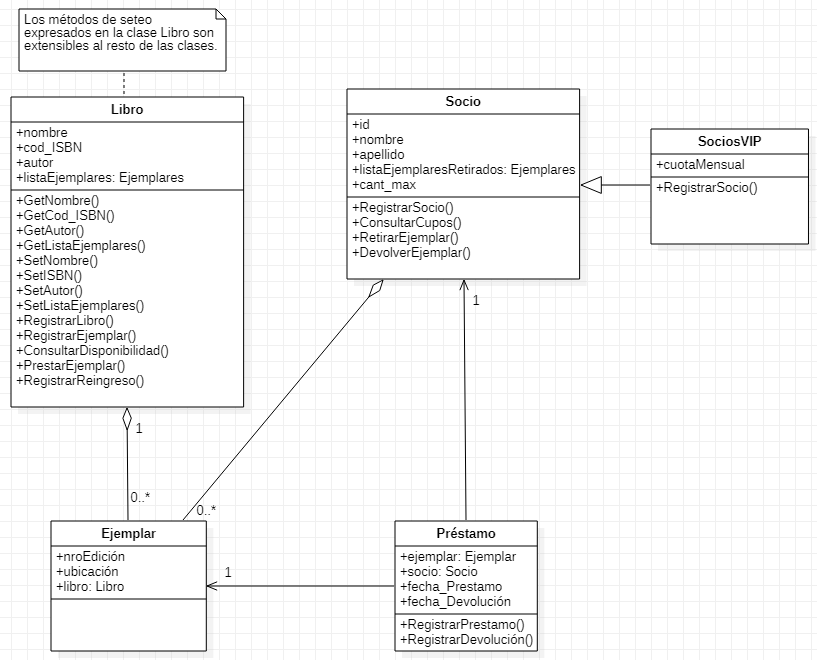 Los métodos de seteo
expresados en la clase Libro son
extensibles al resto de las clases.
Libro
+nombre
+cod_ISBN
+autor
+listaEjemplares: Ejemplares
+GetNombre()
+GetCod_ISBN()
+GetAutor()
+GetListaEjemplares()
+SetNombre()
+SetISBN()
+SetAutor()
+SetListaEjemplares()
+RegistrarLibro()
+RegistrarEjemplar()
+ConsultarDisponibilidad()
+PrestarEjemplar()
+RegistrarReingreso()
Socio
+id
+nombre
+apellido
+listaEjemplaresRetirados: Ejemplares
+cant_max
+RegistrarSocio()
+ConsultarCupos()
+RetirarEjemplar()
+DevolverEjemplar()
SociosVIP
+cuotaMensual
+RegistrarSocio()
1
1
0..*
0..*
Ejemplar
+nroEdición
+ubicación
+libro: Libro
1
Préstamo
+ejemplar: Ejemplar
+socio: Socio
+fecha_Prestamo
+fecha_Devolución
+RegistrarPrestamo()
+RegistrarDevolución()